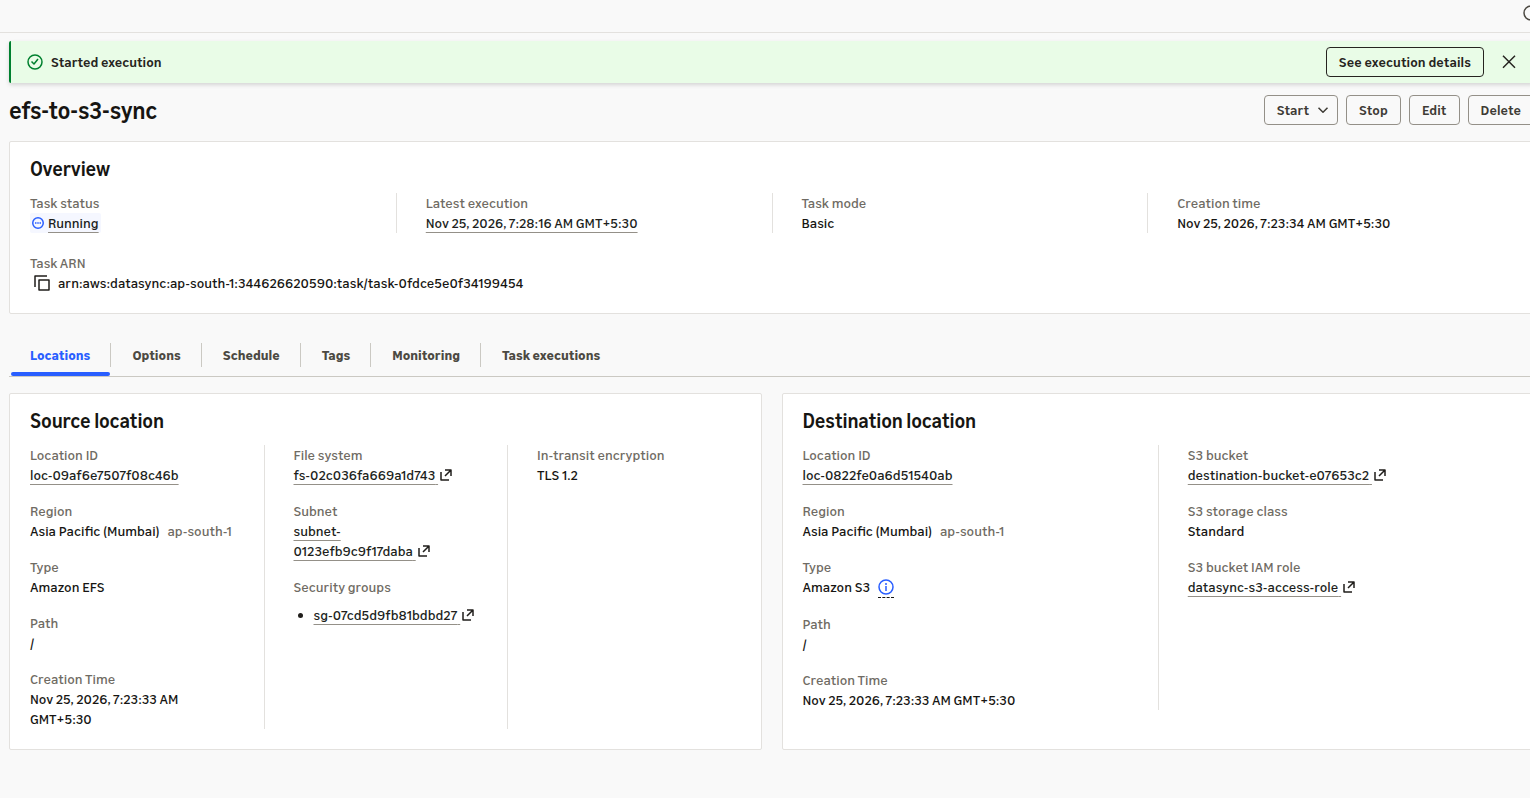 Started execution
See execution details
efs-to-s3-sync
Start
Stop
Edit
Delete
Overview
Task status
Running
Latest execution
Nov 25, 2026, 7:28:16 AM GMT+5:30
Task mode
Basic
Creation time
Nov 25, 2026, 7:23:34 AM GMT+5:30
Task ARN
arn:aws:datasync:ap-south-1:344626620590:task/task-0fdce5e0f34199454
Locations
Options
Schedule
Tags
Monitoring
Task executions
Source location
Location ID
loc-09af6e7507f08c46b
Region
Asia Pacific (Mumbai) ap-south-1
Type
Amazon EFS
Path
/
Creation Time
Nov 25, 2026, 7:23:33 AM
GMT+5:30
File system
fs-02c036fa669a1d743
Subnet
subnet-
0123efb9c9f17daba
Security groups
• sg-07cd5d9fb81bdbd27
In-transit encryption
TLS 1.2
Destination location
Location ID
loc-0822fe0a6d51540ab
Region
Asia Pacific (Mumbai) ap-south-1
Type
Amazon S3
Path
/
Creation Time
Nov 25, 2026, 7:23:33 AM GMT+5:30
S3 bucket
destination-bucket-e07653c2
S3 storage class
Standard
S3 bucket IAM role
datasync-s3-access-role